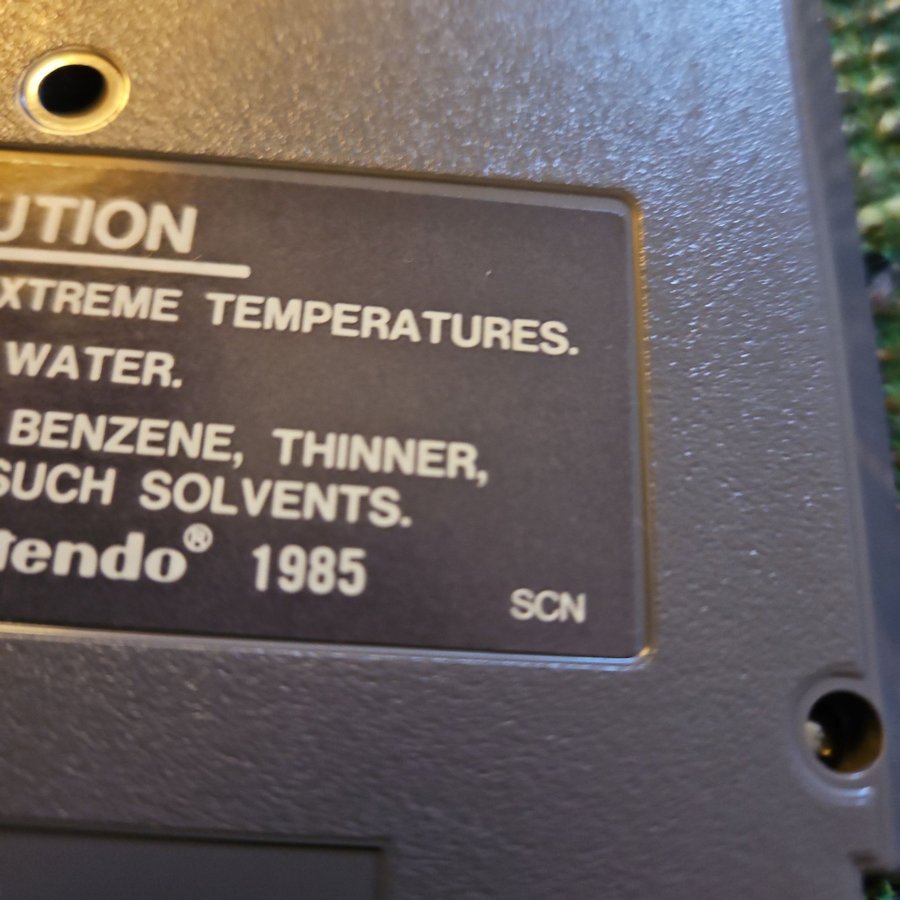 UTION
XTREME TEMPERATURES.
WATER.
BENZENE, THINNER,
SUCH SOLVENTS.
tendo® 1985
SCN